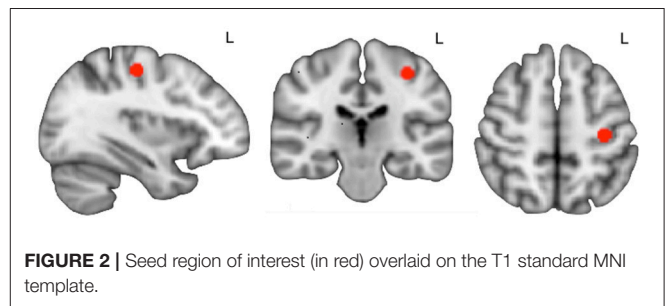 L
L
L
FIGURE 2 | Seed region of interest (in red) overlaid on the T1 standard MNI
template.